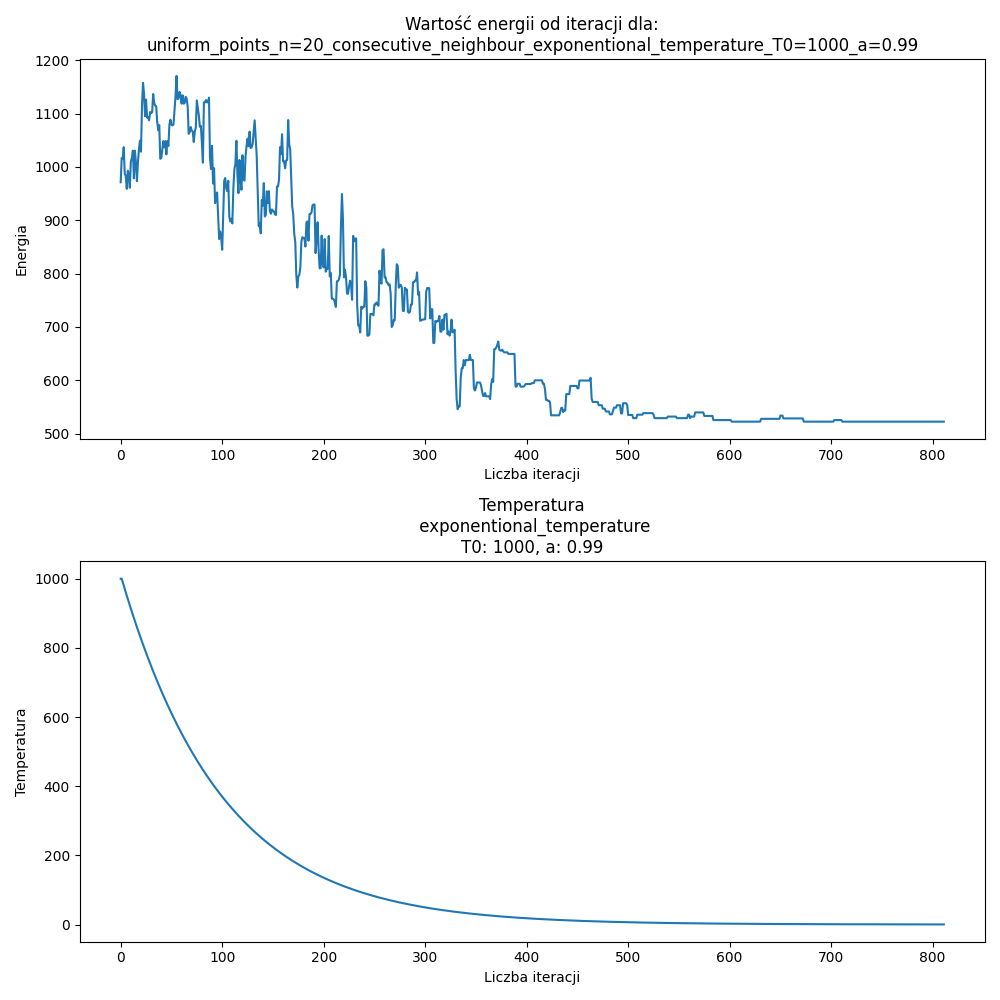 Wartość energii od iteracji dla:
uniform_points_n=20_consecutive_neighbour_exponentional_temperature_T0=1000_a=0.99
1200
1100
1000
900
800
700
600
500
Energia
0 100 200 300 400 500 600 700 800
Liczba iteracji
Temperatura
exponentional_temperature
T0: 1000, a: 0.99
1000
800
600
400
200
0
Temperatura
0 100 200 300 400 500 600 700 800
Liczba iteracji